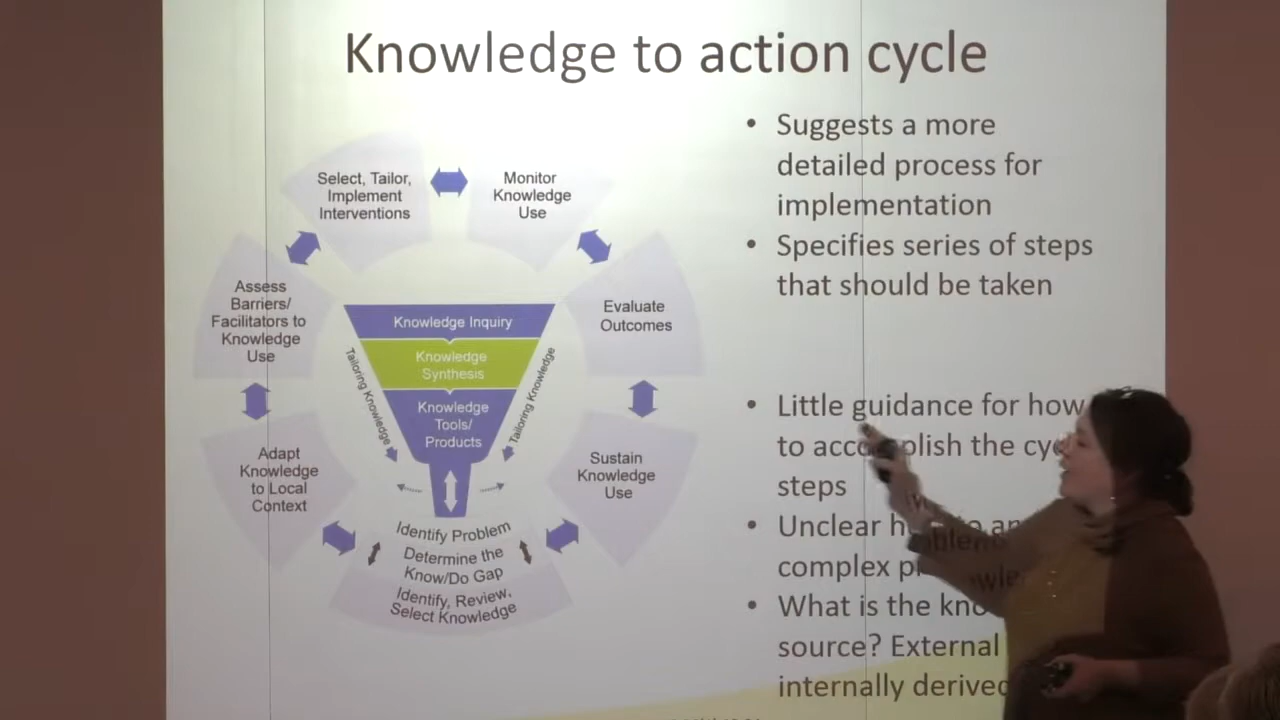 Knowledge to action cycle
Select, Tailor,
Implement
Interventions
Monitor
Knowledge
Use
Assess
Barriers/
Facilitators to
Knowledge
Use
Evaluate
Outcomes
Adapt
Knowledge
to Local
Context
Sustain
Knowledge
Use
Knowledge Inquiry
Knowledge
Synthesis
Knowledge
Tools/
Products
Tailoring Knowledge
Tailoring Knowledge
Identify Problem
Determine the
Know/Do Gap
Identify, Review,
Select Knowledge
• Suggests a more
detailed process for
implementation
• Specifies series of steps
that should be taken
• Little guidance for how
to the
steps
• Unclear
complex
• What is the
source? External
internally